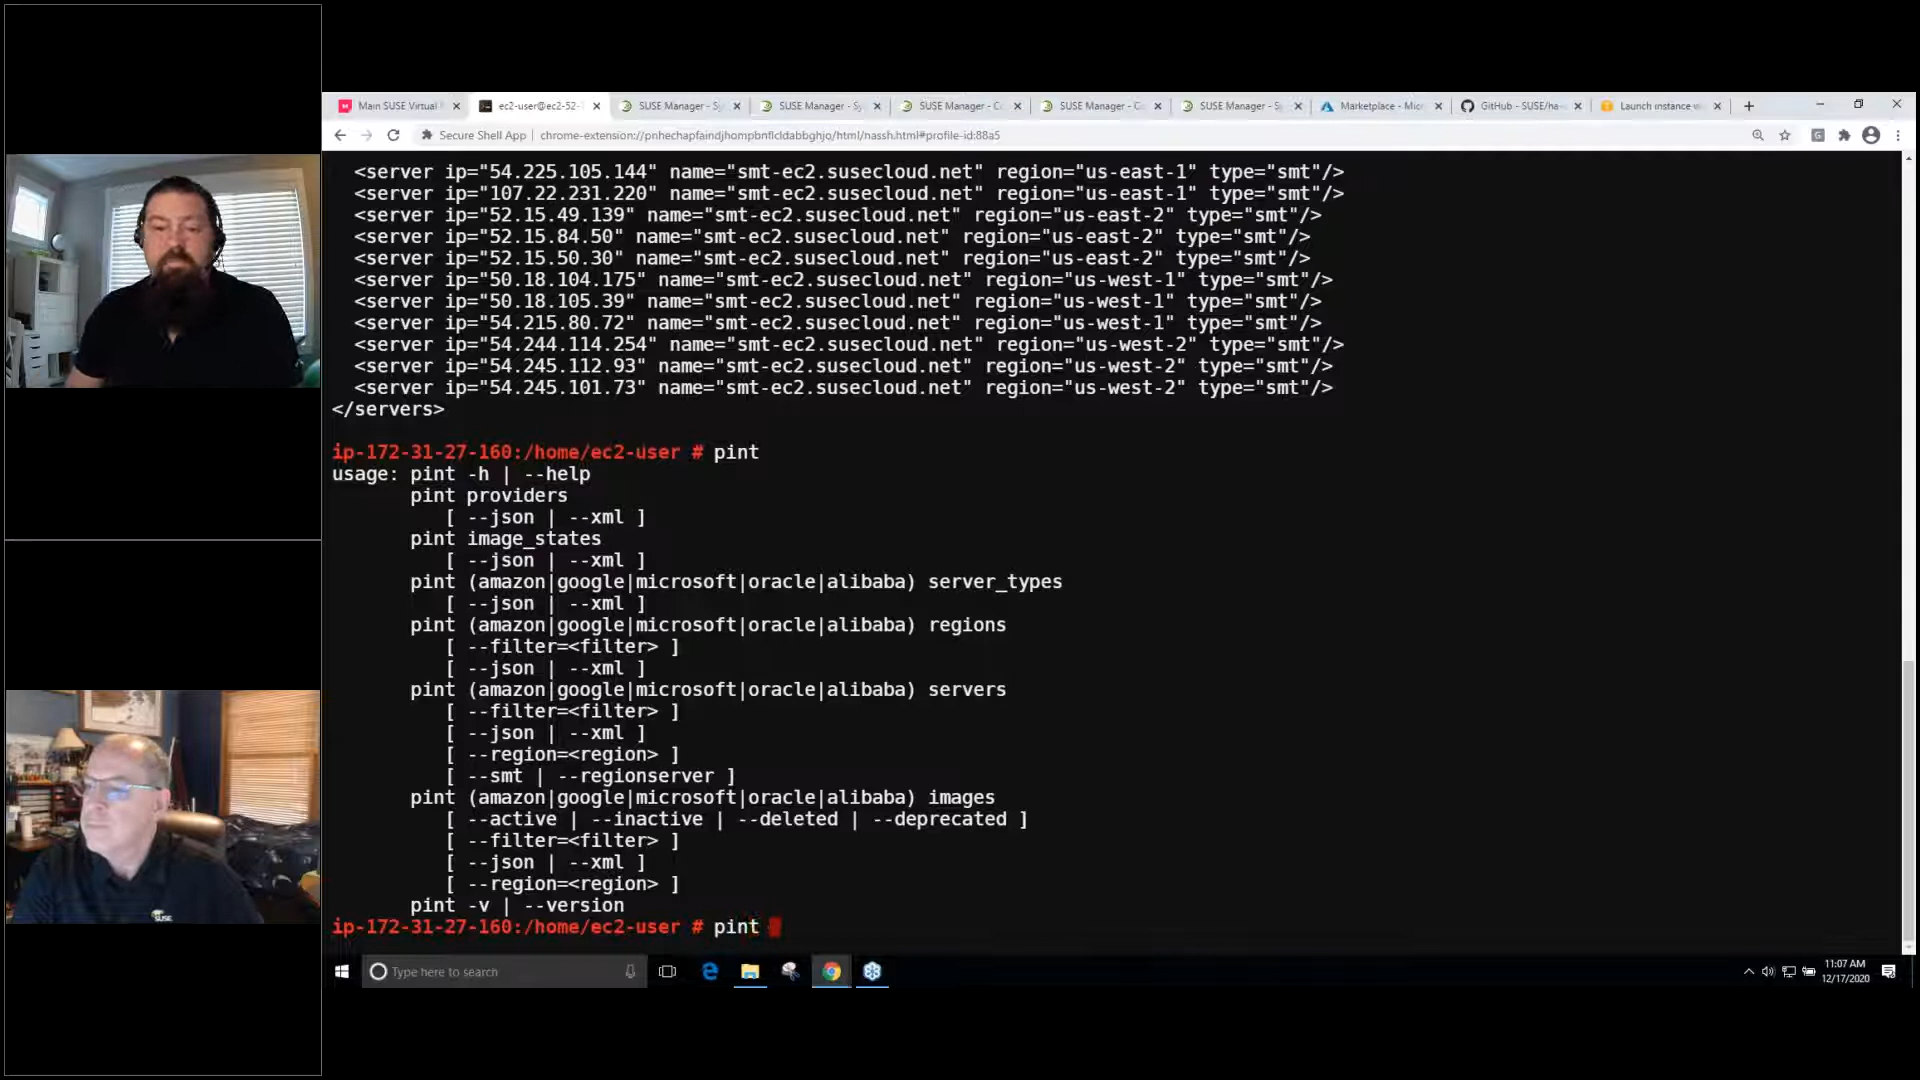 Main SUSE Virtual
ec2-user@ec2-52-
SUSE Manager - Sy
SUSE Manager - Sy
SUSE Manager - C
SUSE Manager - C
SUSE Manager - S
Marketplace - Micr
GitHub - SUSE/ha-
Launch instance w
Secure Shell App | chrome-extension://pnhechapfaindjhompbnflcldabbghjo/html/nassh.html#profile-id:88a5
<server ip="54.225.105.144" name="smt-ec2.susecloud.net" region="us-east-1" type="smt"/>
<server ip="107.22.231.220" name="smt-ec2.susecloud.net" region="us-east-1" type="smt"/>
<server ip="52.15.49.139" name="smt-ec2.susecloud.net" region="us-east-2" type="smt"/>
<server ip="52.15.84.50" name="smt-ec2.susecloud.net" region="us-east-2" type="smt"/>
<server ip="52.15.50.30" name="smt-ec2.susecloud.net" region="us-east-2" type="smt"/>
<server ip="50.18.104.175" name="smt-ec2.susecloud.net" region="us-west-1" type="smt"/>
<server ip="50.18.105.39" name="smt-ec2.susecloud.net" region="us-west-1" type="smt"/>
<server ip="54.215.80.72" name="smt-ec2.susecloud.net" region="us-west-1" type="smt"/>
<server ip="54.244.114.254" name="smt-ec2.susecloud.net" region="us-west-2" type="smt"/>
<server ip="54.245.112.93" name="smt-ec2.susecloud.net" region="us-west-2" type="smt"/>
<server ip="54.245.101.73" name="smt-ec2.susecloud.net" region="us-west-2" type="smt"/>
</servers>
ip-172-31-27-160:/home/ec2-user # pint
usage: pint -h | --help
pint providers
[ --json | --xml ]
pint image_states
[ --json | --xml ]
pint (amazon|google|microsoft|oracle|alibaba) server_types
[ --json | --xml ]
pint (amazon|google|microsoft|oracle|alibaba) regions
[ --filter=<filter> ]
[ --json | --xml ]
pint (amazon|google|microsoft|oracle|alibaba) servers
[ --filter=<filter> ]
[ --json | --xml ]
[ --region=<region> ]
[ --smt | --regionserver ]
pint (amazon|google|microsoft|oracle|alibaba) images
[ --active | --inactive | --deleted | --deprecated ]
[ --filter=<filter> ]
[ --json | --xml ]
[ --region=<region> ]
pint -v | --version
ip-172-31-27-160:/home/ec2-user # pint
SUSE
Type here to search
11:07 AM
12/17/2020